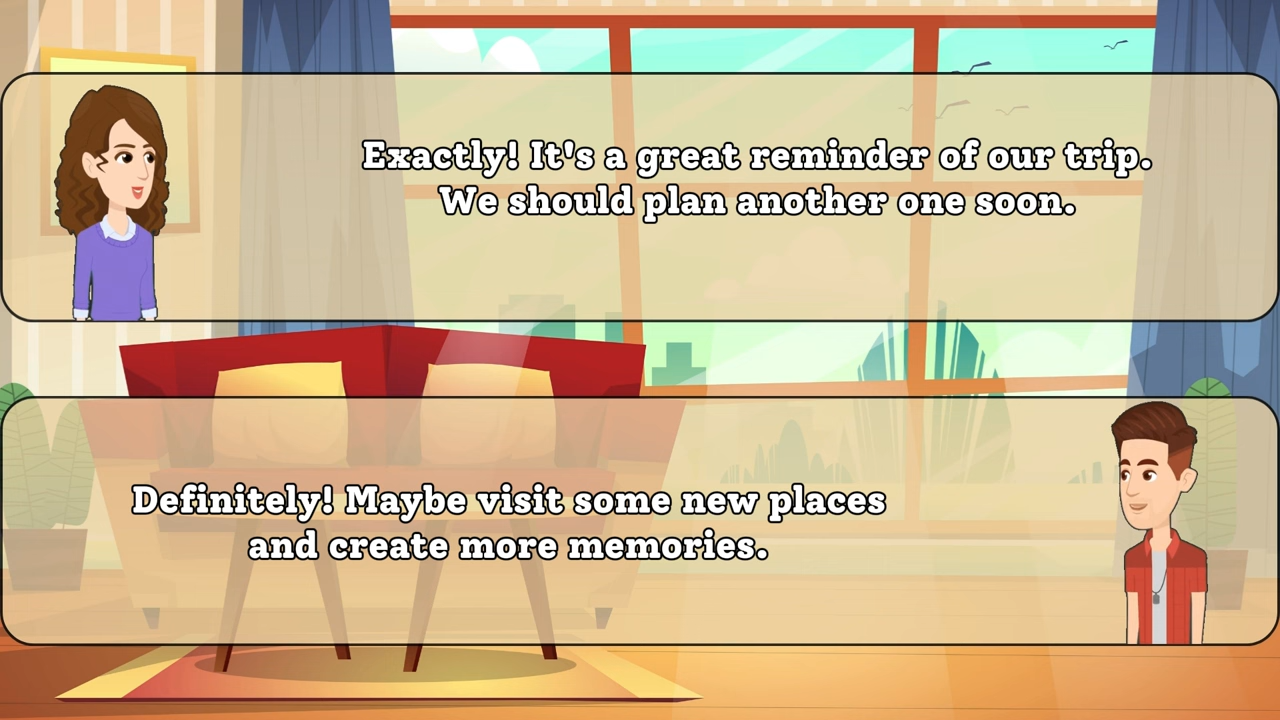 Exactly! It's a great reminder of our trip.
We should plan another one soon.
Definitely! Maybe visit some new places
and create more memories.